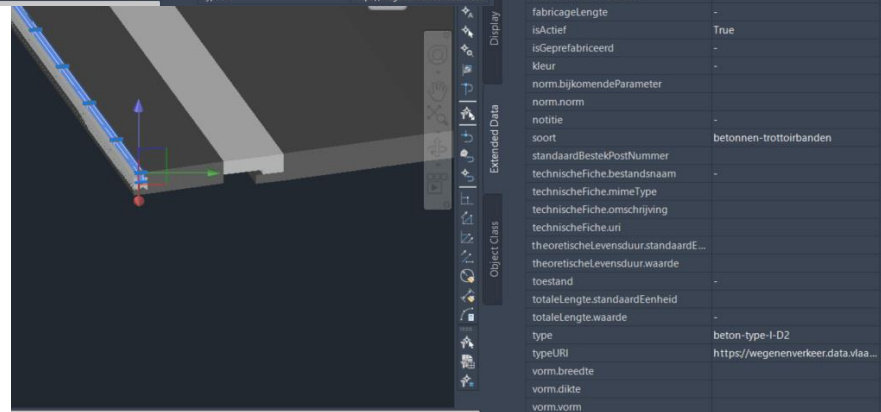 Display
Extended Data
Object Class
fabricageLengte -
isActief True
isGeprefabriceerd -
kleur -
norm.bijkomendeParameter
norm.norm
notitie -
soort betonnen-trottoirbanden
standaardBestekPostNummer
technischeFiche.bestandsnaam -
technischeFiche.mimeType
technischeFiche.omschrijving
technischeFiche.uri
theoretischeLevensduur.standaardE...
theoretischeLevensduur.waarde
toestand -
totaleLengte.standaardEenheid
totaleLengte.waarde -
type beton-type-I-D2
typeURI https://wegenenverkeer.data.vlaa...
vorm.breedte
vorm.dikte
vorm.vorm